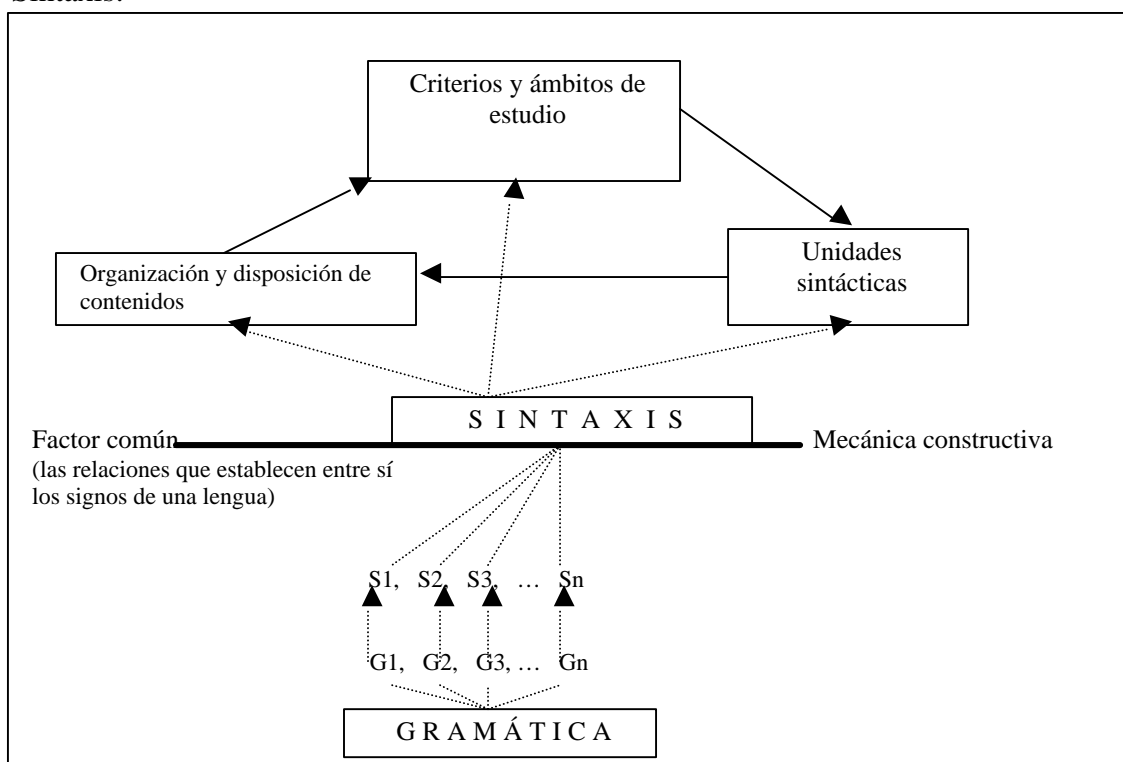 Sintaxis.
Criterios y ámbitos de
estudio
Unidades
sintácticas
Organización y disposición de
contenidos
S I N T A X I S
Factor común
Mecánica constructiva
(las relaciones que establecen entre sí
los signos de una lengua)
S1, S2, S3, … Sn
G1, G2, G3, … Gn
G R A M Á T I C A